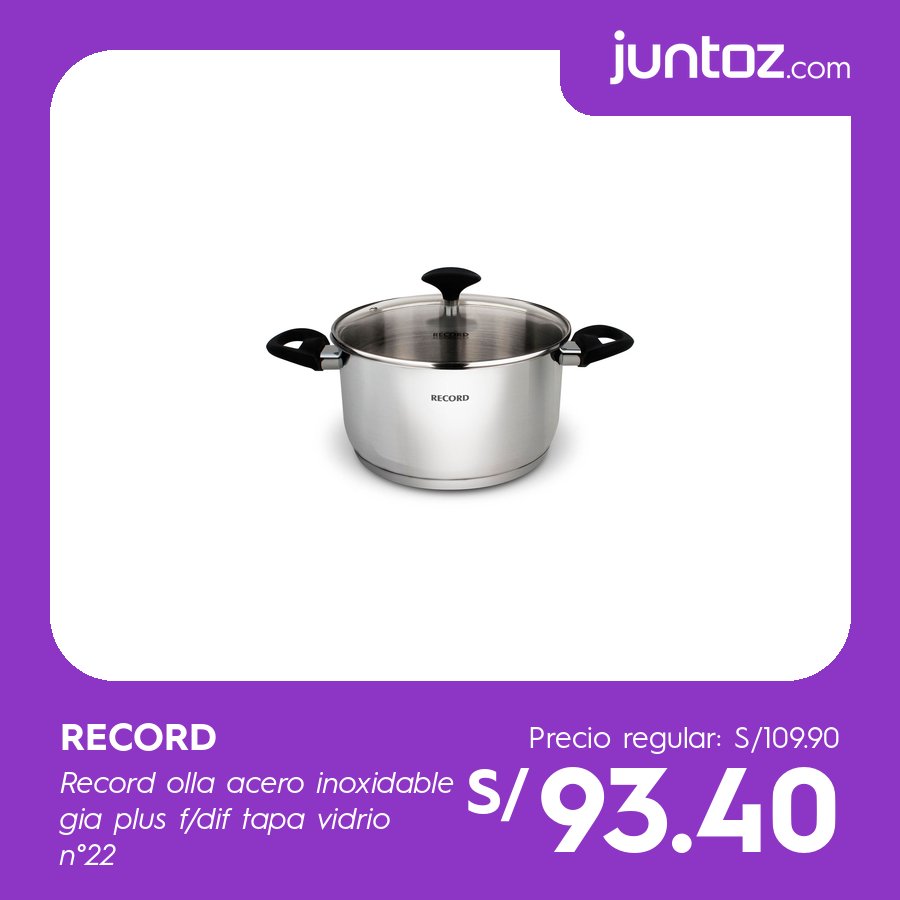 juntoz.com
RECORD
RECORD
RECORD
Precio regular: S/109.90
Record olla acero inoxidable
gia plus f/dif tapa vidrio
n°22
S/93.40